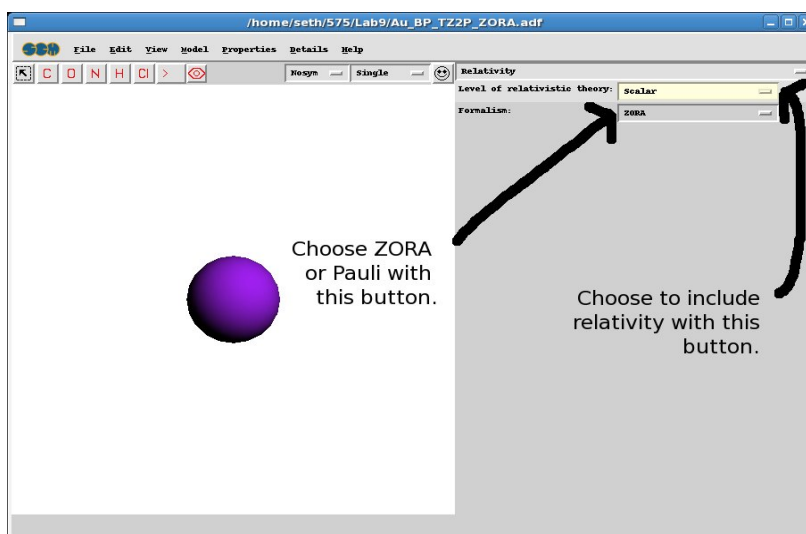 /home/seth/575/Lab9/Au_BP_TZ2P_ZORA.adf
SCM File Edit View Model Properties Details Help
C O N H Cl > Nosym Single Relativity
Level of relativistic theory: Scalar
Formalism: ZORA
Choose ZORA
or Pauli with
this button.
Choose to include
relativity with this
button.